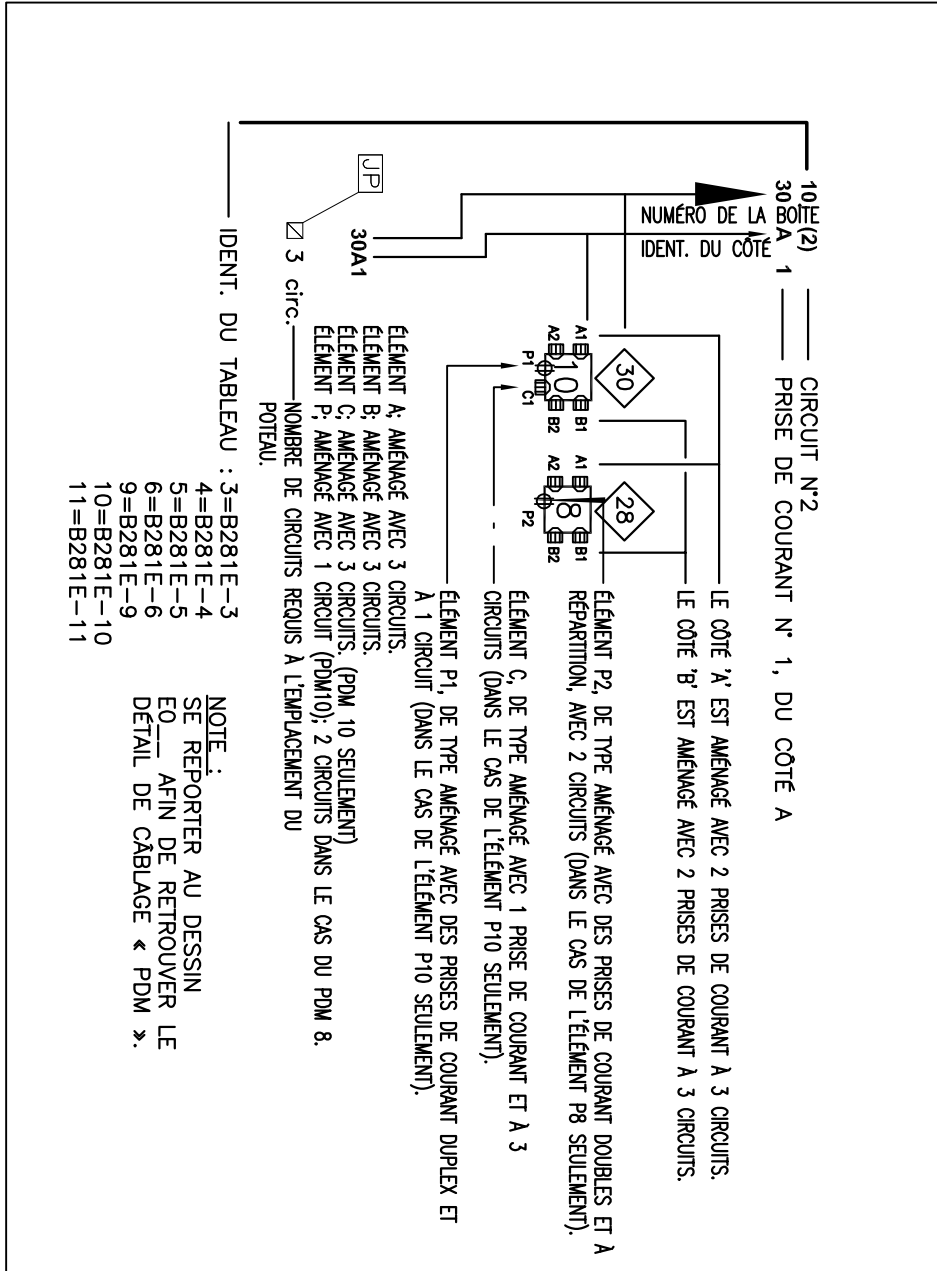 10 (2) CIRCUIT N°2
30 A 1 PRISE DE COURANT N° 1, DU CÔTÉ A
NUMÉRO DE LA BOÎTE
IDENT. DU CÔTÉ
LE CÔTÉ 'A' EST AMÉNAGÉ AVEC 2 PRISES DE COURANT À 3 CIRCUITS.
LE CÔTÉ 'B' EST AMÉNAGÉ AVEC 2 PRISES DE COURANT À 3 CIRCUITS.
30
28
A1 B1 A1 B1
10
8
A2 B2 A2 B2
P1 C1 P2
ÉLÉMENT P2, DE TYPE AMÉNAGÉ AVEC DES PRISES DE COURANT DOUBLES ET À
RÉPARTITION, AVEC 2 CIRCUITS (DANS LE CAS DE L'ÉLÉMENT P8 SEULEMENT).
ÉLÉMENT C, DE TYPE AMÉNAGÉ AVEC 1 PRISE DE COURANT ET À 3
CIRCUITS (DANS LE CAS DE L'ÉLÉMENT P10 SEULEMENT).
ÉLÉMENT P1, DE TYPE AMÉNAGÉ AVEC DES PRISES DE COURANT DUPLEX ET
À 1 CIRCUIT (DANS LE CAS DE L'ÉLÉMENT P10 SEULEMENT).
30A1
ÉLÉMENT A; AMÉNAGÉ AVEC 3 CIRCUITS.
ÉLÉMENT B; AMÉNAGÉ AVEC 3 CIRCUITS.
ÉLÉMENT C; AMÉNAGÉ AVEC 3 CIRCUITS. (PDM 10 SEULEMENT)
ÉLÉMENT P; AMÉNAGÉ AVEC 1 CIRCUIT (PDM10); 2 CIRCUITS DANS LE CAS DU PDM 8.
JP
3 circ. NOMBRE DE CIRCUITS REQUIS À L'EMPLACEMENT DU
POTEAU.
IDENT. DU TABLEAU : 3=B281E-3
4=B281E-4
5=B281E-5
6=B281E-6
9=B281E-9
10=B281E-10
11=B281E-11
NOTE :
SE REPORTER AU DESSIN
E0___ AFIN DE RETROUVER LE
DÉTAIL DE CÂBLAGE « PDM ».